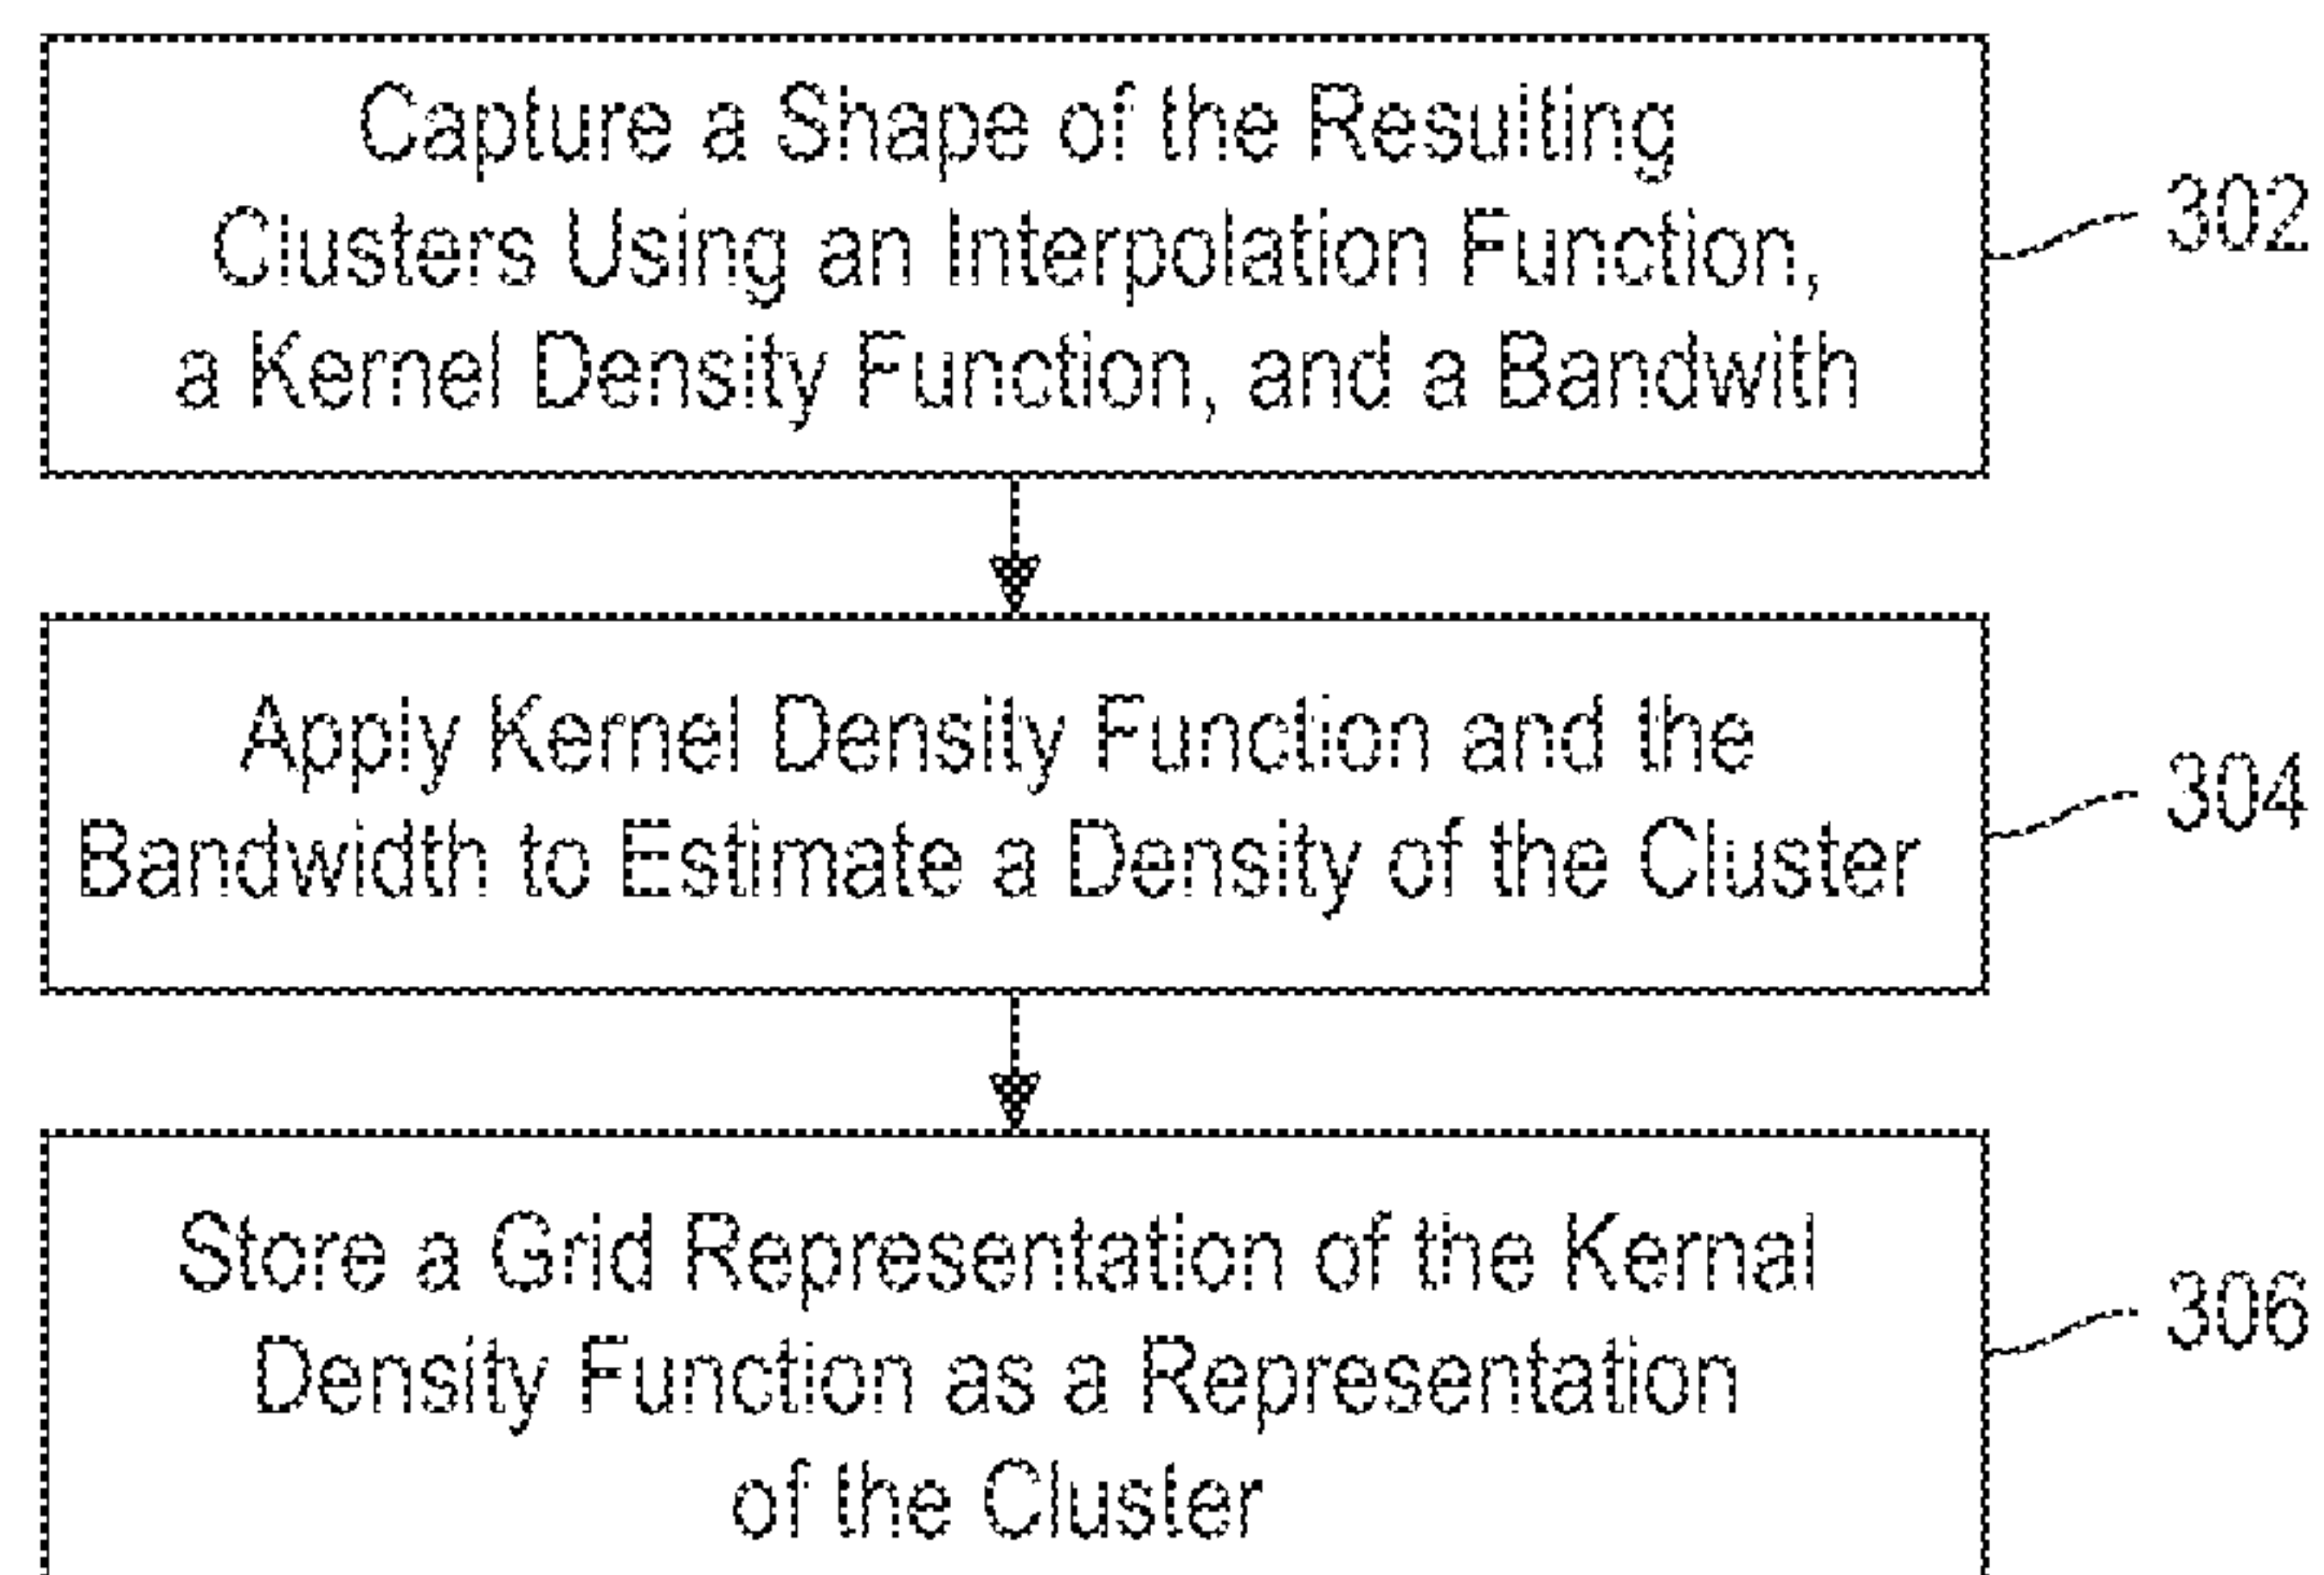 Capture a Shape of the Resulting
Clusters Using an Interpolation Function,
a Kernel Density Function, and a Bandwith
302
Apply Kernel Density Function and the
Bandwidth to Estimate a Density of the Cluster
304
Store a Grid Representation of the Kernal
Density Function as a Representation
of the Cluster
306